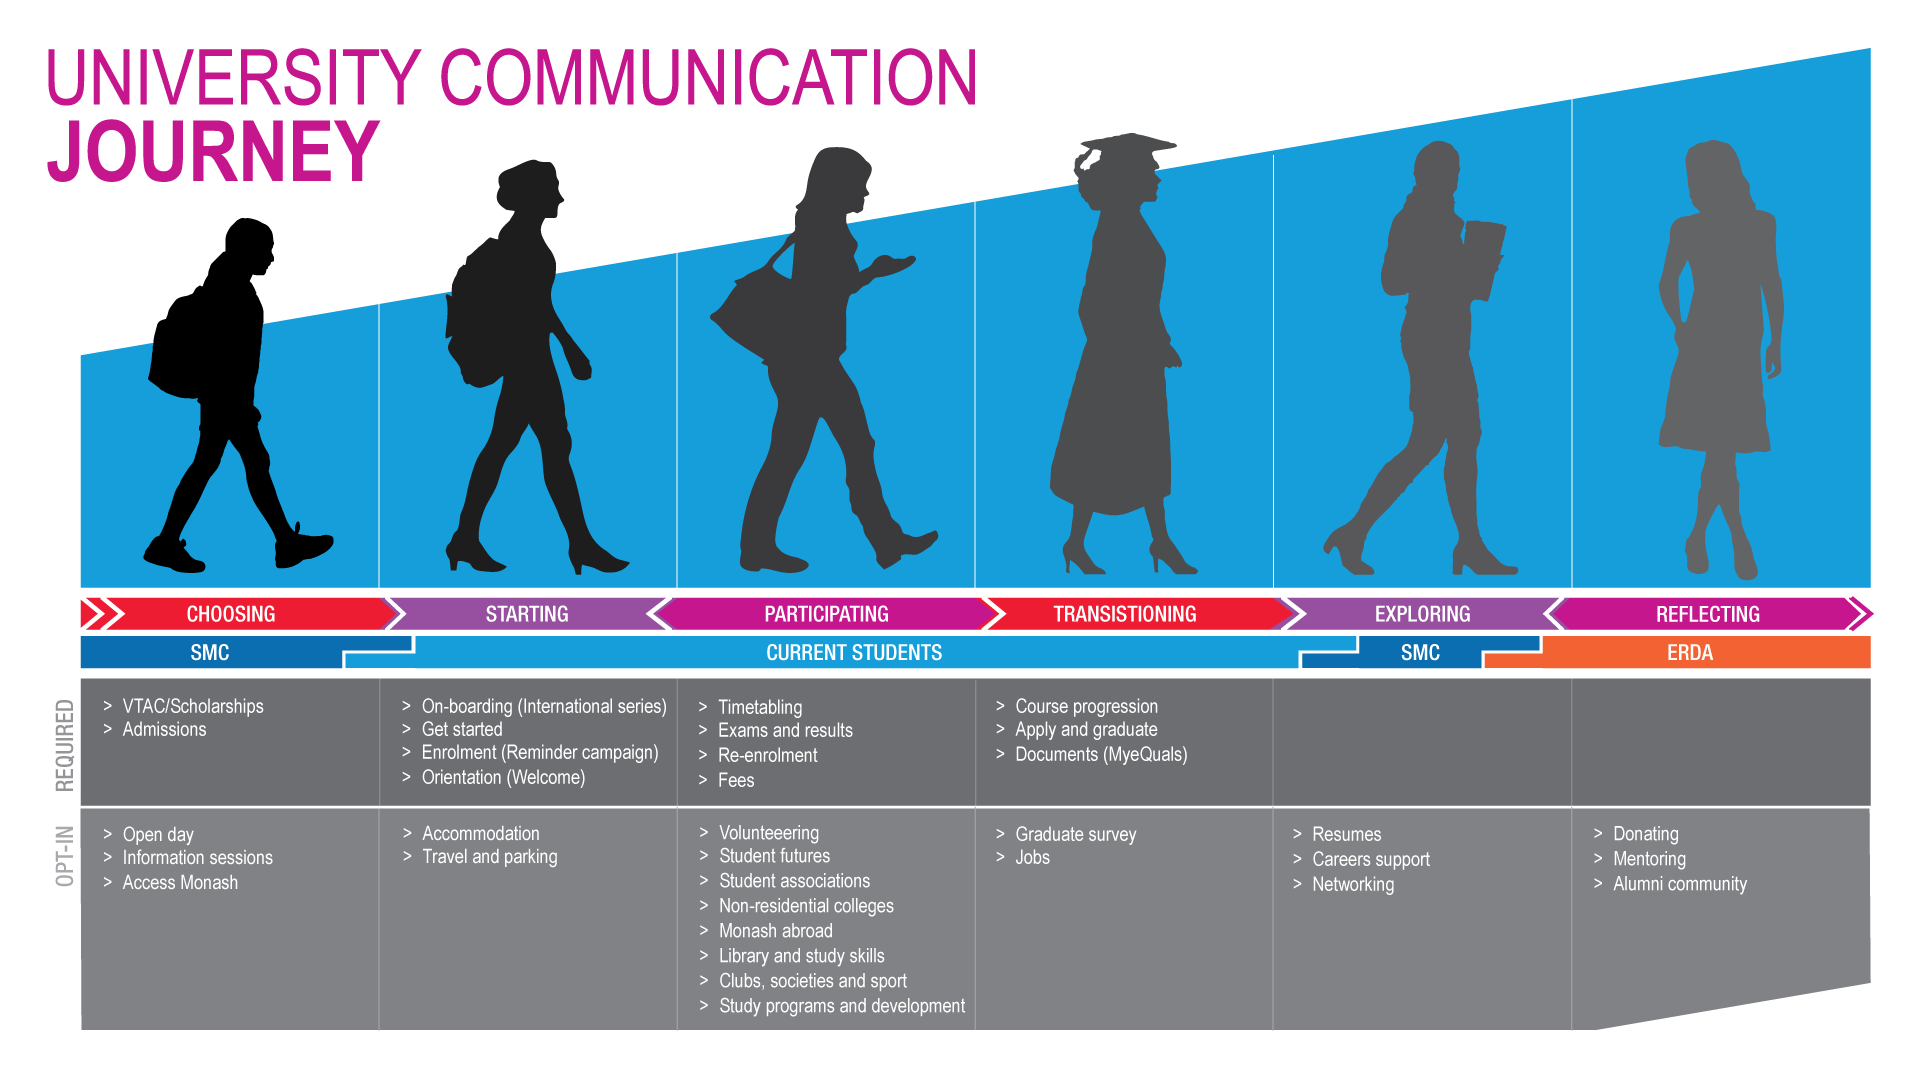 UNIVERSITY COMMUNICATION
JOURNEY
CHOOSING
STARTING
PARTICIPATING
TRANSISTIONING
EXPLORING
REFLECTING
SMC
CURRENT STUDENTS
SMC
ERDA
REQUIRED
> VTAC/Scholarships
> Admissions
> On-boarding (International series)
> Get started
> Enrolment (Reminder campaign)
> Orientation (Welcome)
> Timetabling
> Exams and results
> Re-enrolment
> Fees
> Course progression
> Apply and graduate
> Documents (MyeQuals)
OPT-IN
> Open day
> Information sessions
> Access Monash
> Accommodation
> Travel and parking
> Volunteeering
> Student futures
> Student associations
> Non-residential colleges
> Monash abroad
> Library and study skills
> Clubs, societies and sport
> Study programs and development
> Graduate survey
> Jobs
> Resumes
> Careers support
> Networking
> Donating
> Mentoring
> Alumni community